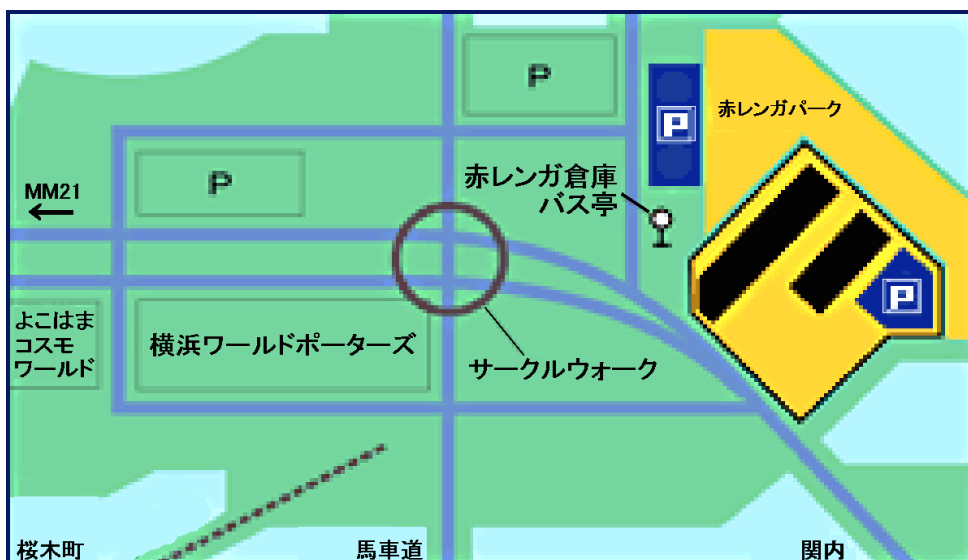 P
P
赤レンガパーク
P
MM21
赤レンガ倉庫
バス亭
P
よこはま
コスモ
ワールド
横浜ワールドポーターズ
サークルウォーク
桜木町
馬車道
関内